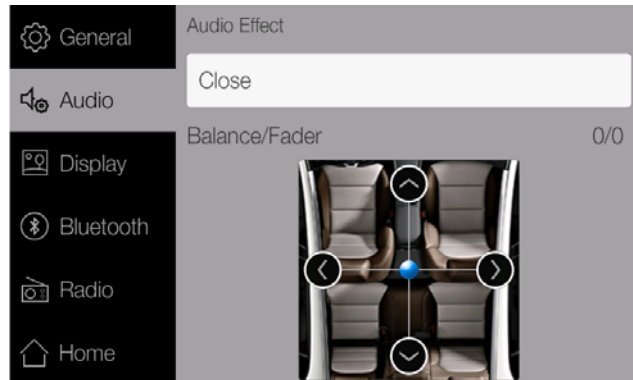 General
Audio
Display
Bluetooth
Radio
Home
Audio Effect
Close
Balance/Fader 0/0